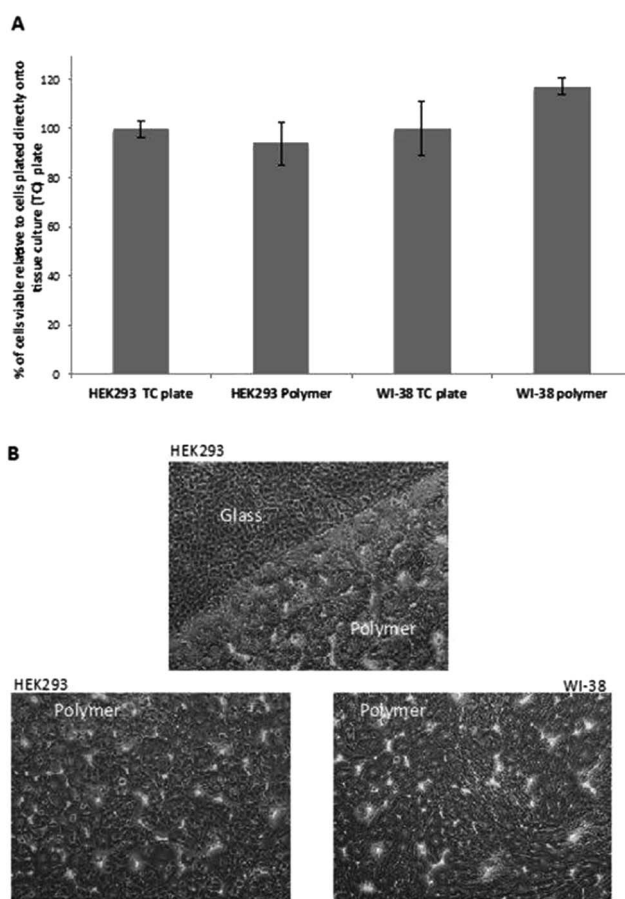 A
% of cells viable relative to cells plated directly onto
tissue culture (TC) plate
120
100
80
60
40
20
0
HEK293 TC plate
HEK293 Polymer
WI-38 TC plate
WI-38 polymer
B
HEK293
Glass
Polymer
HEK293
WI-38
Polymer
Polymer